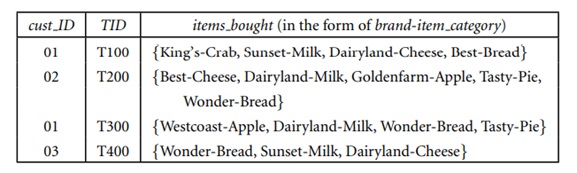 cust_ID TID items_bought (in the form of brand-item_category)
01 T100 {King's-Crab, Sunset-Milk, Dairyland-Cheese, Best-Bread}
02 T200 {Best-Cheese, Dairyland-Milk, Goldenfarm-Apple, Tasty-Pie,
Wonder-Bread}
01 T300 {Westcoast-Apple, Dairyland-Milk, Wonder-Bread, Tasty-Pie}
03 T400 {Wonder-Bread, Sunset-Milk, Dairyland-Cheese}